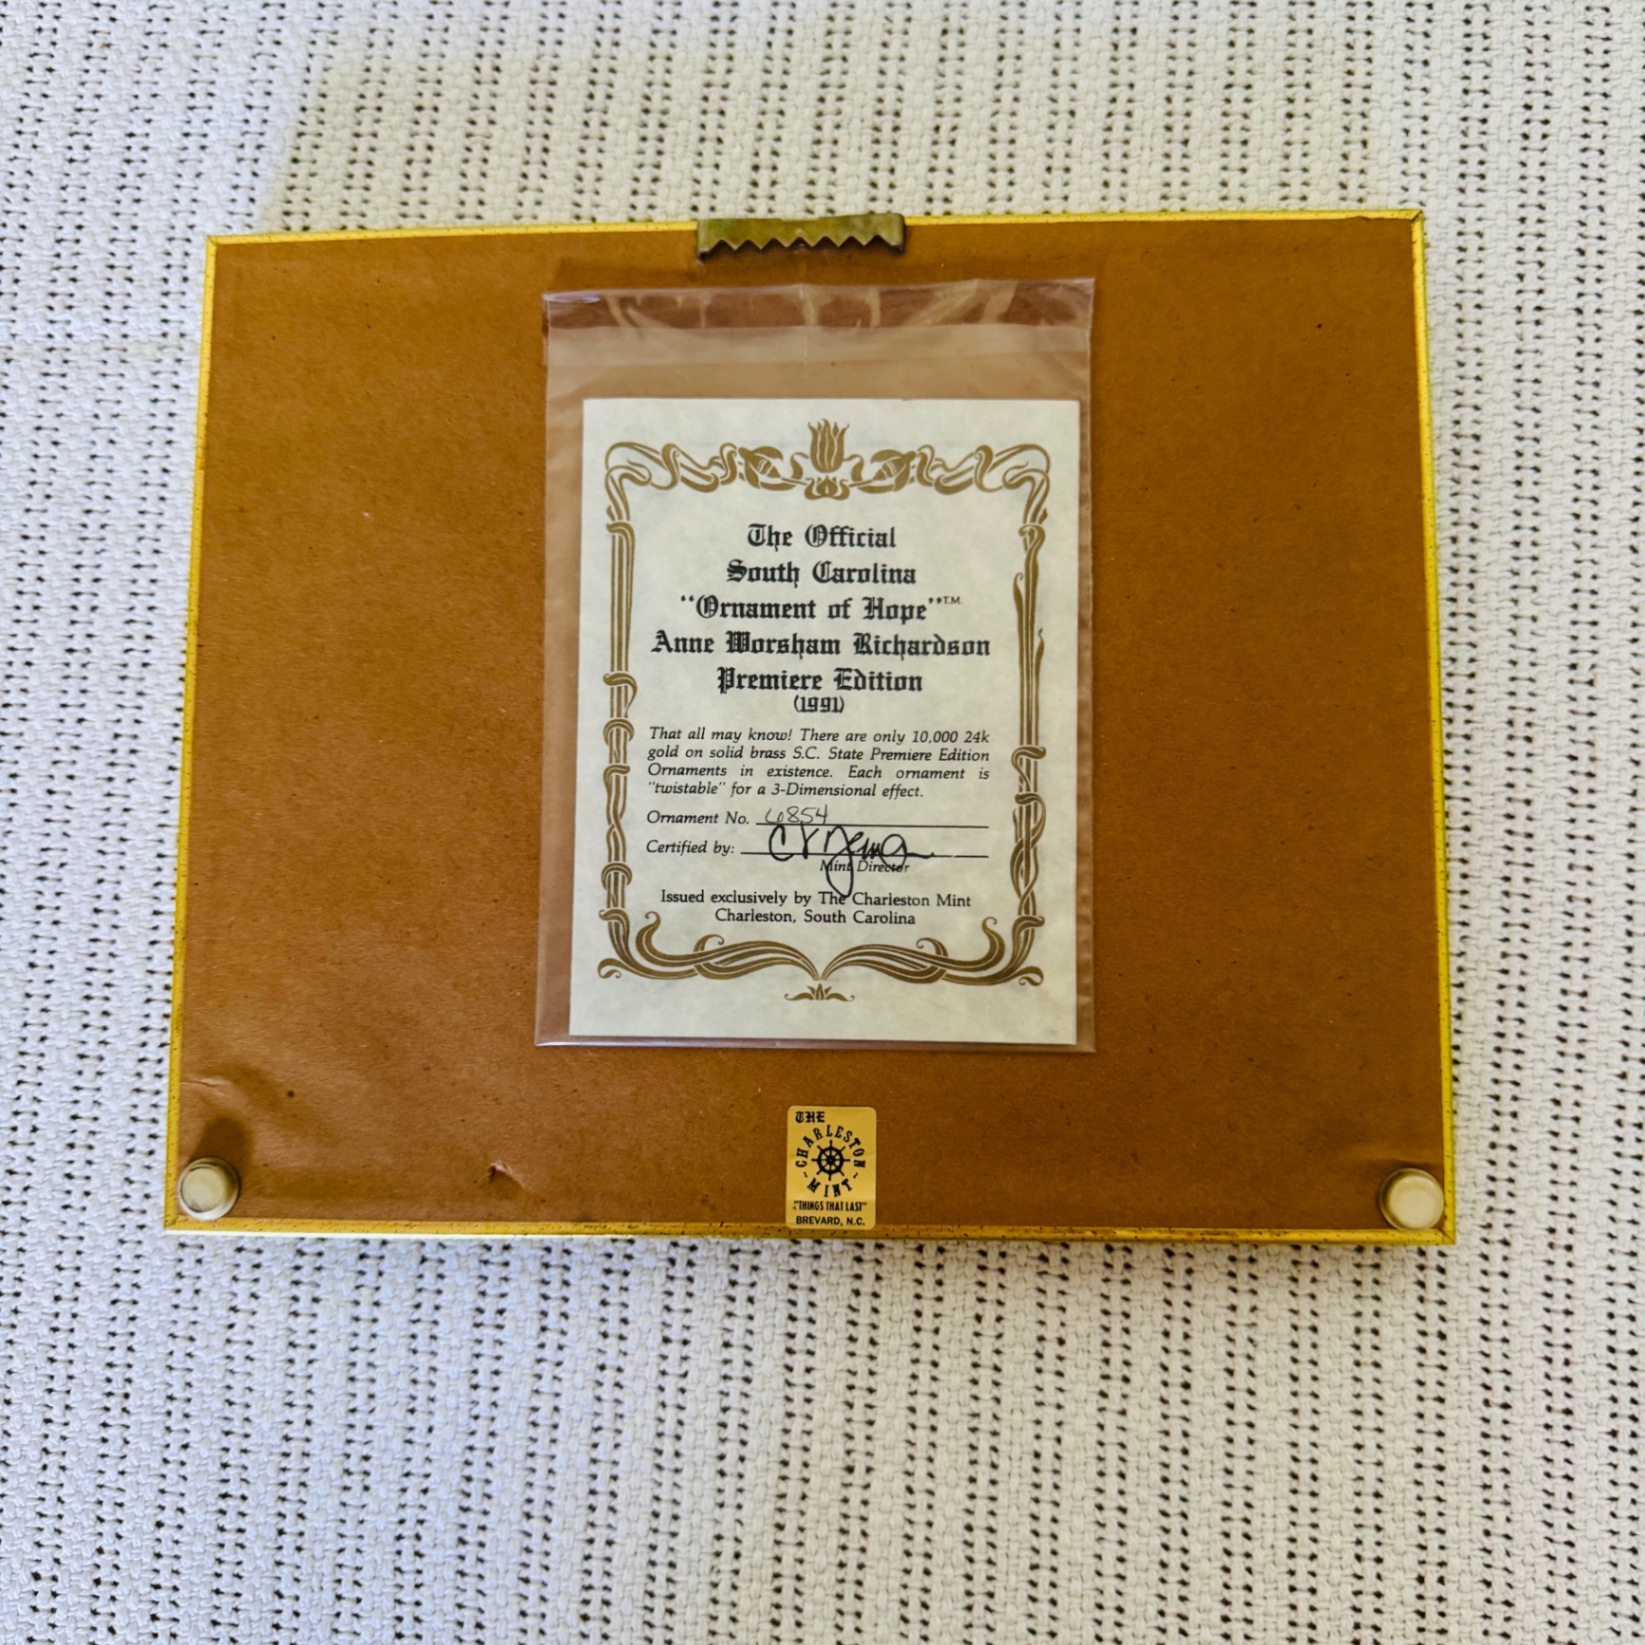 The Official
South Carolina
"Ornament of Hope"T.M.
Anne Worsham Richardson
Premiere Edition
(1991)
That all may know! There are only 10,000 24k
gold on solid brass S.C. State Premiere Edition
Ornaments in existence. Each ornament is
"twistable" for a 3-Dimensional effect.
Ornament No. 6854
Certified by:
Mint Director
Issued exclusively by The Charleston Mint
Charleston, South Carolina
THE
CHARLESTON
MINT
"THINGS THAT LAST"
BREVARD, N.C.